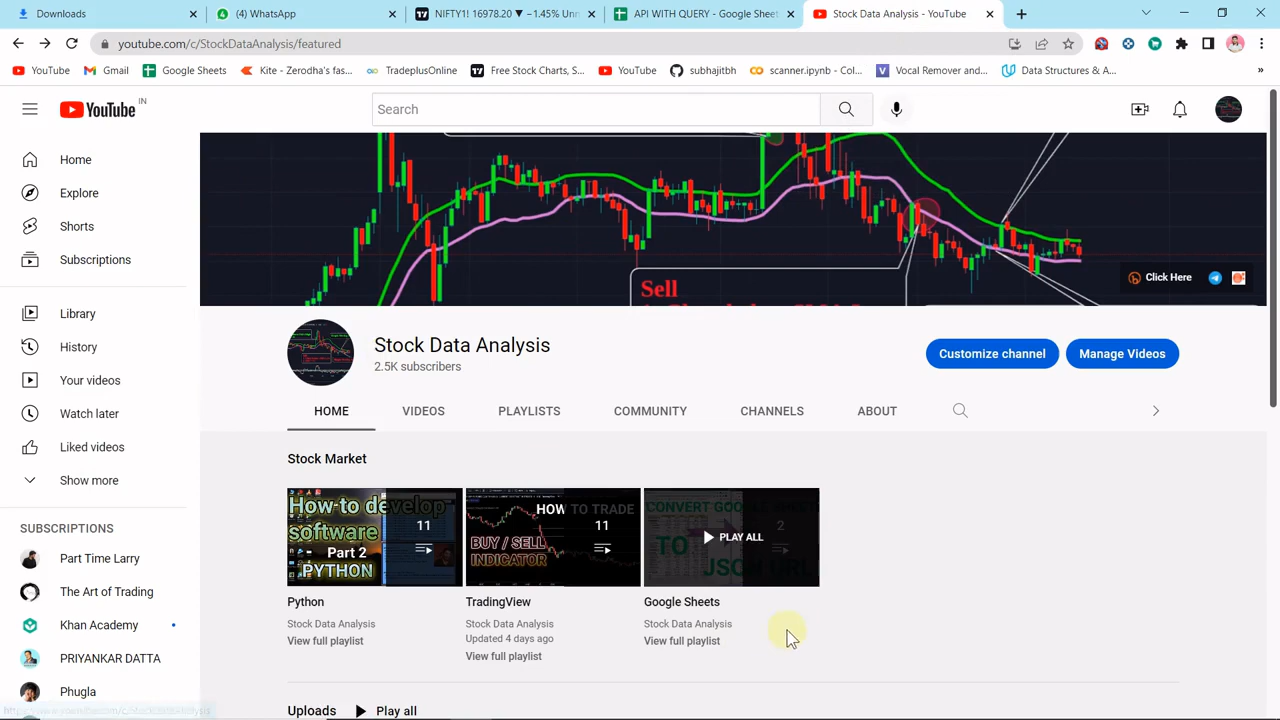 Downloads
(4) WhatsApp
NIFTY1! 16978.20 ▼ −1.45% Unn
API WITH QUERY - Google Sheets
Stock Data Analysis - YouTube
youtube.com/c/StockDataAnalysis/featured
YouTube
Gmail
Google Sheets
Kite - Zerodha's fas...
TradeplusOnline
Free Stock Charts, S...
YouTube
subhajitbh
scanner.ipynb - Col...
Vocal Remover and...
Data Structures & A...
»
YouTube IN
Search
Home
Explore
Shorts
Subscriptions
Library
History
Your videos
Watch later
Liked videos
Show more
SUBSCRIPTIONS
Part Time Larry
The Art of Trading
Khan Academy
PRIYANKAR DATTA
Phugla
Sell
Click Here
Stock Data Analysis
2.5K subscribers
Customize channel
Manage Videos
HOME
VIDEOS
PLAYLISTS
COMMUNITY
CHANNELS
ABOUT
Stock Market
How to develop
Software
Part 2
PYTHON
11
HOW TO TRADE
BUY / SELL
INDICATOR
11
CONVERT GOOGLE SHEET
TO
JSON URL
PLAY ALL
2
Python
Stock Data Analysis
View full playlist
TradingView
Stock Data Analysis
Updated 4 days ago
View full playlist
Google Sheets
Stock Data Analysis
View full playlist
Uploads
Play all